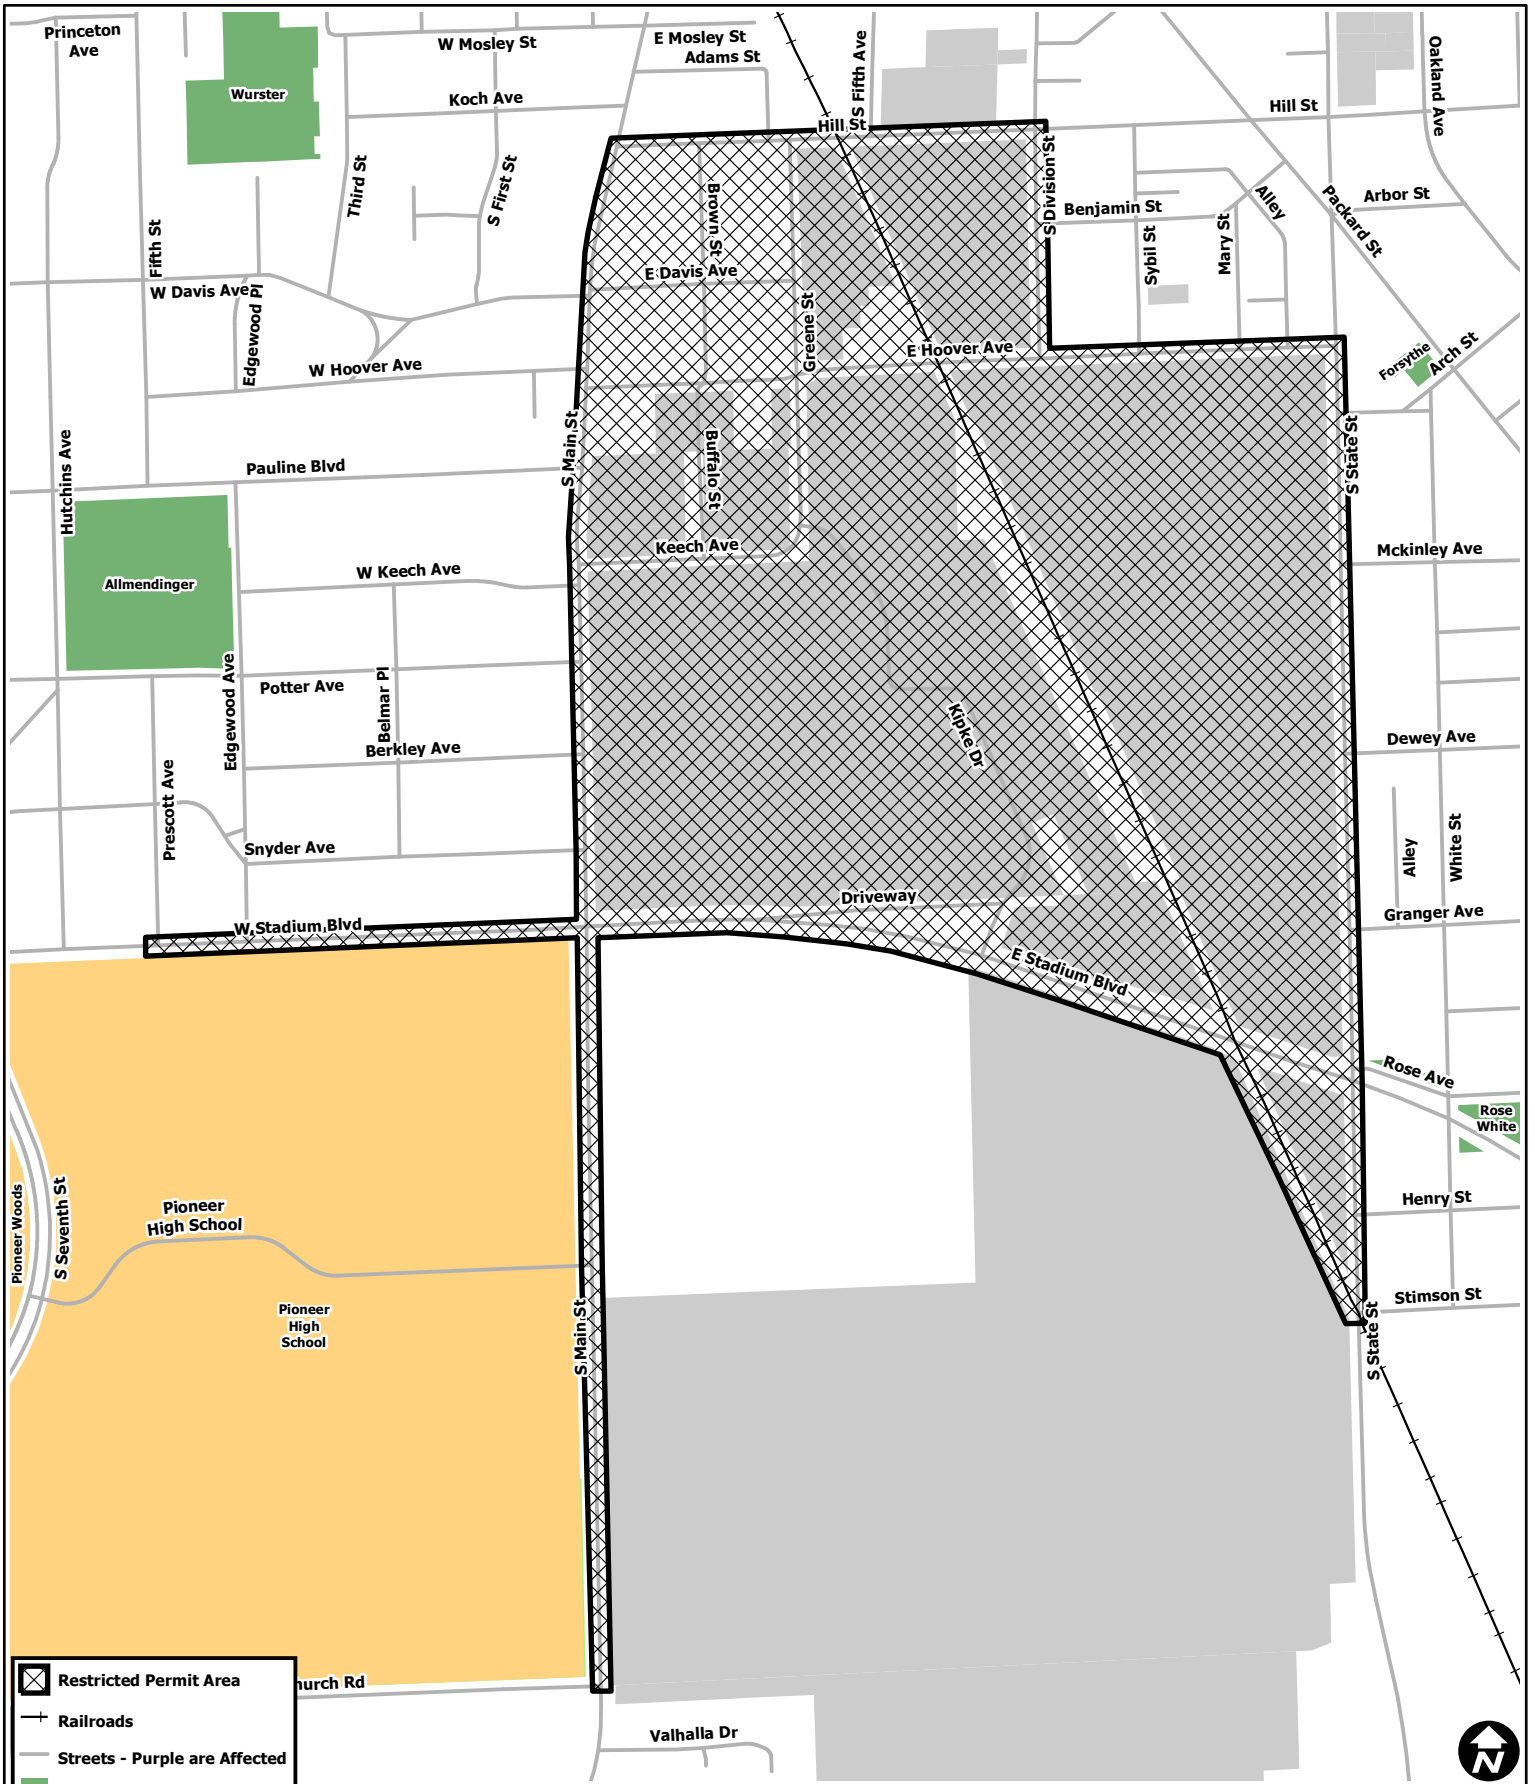 Princeton
Ave
W Mosley St
E Mosley St
Adams St
S Fifth Ave
Oakland Ave
Wurster
Koch Ave
Hill St
Hill St
Third St
S First St
Brown St
S Division St
Benjamin St
Alley
Packard St
Arbor St
Fifth St
Sybil St
Mary St
W Davis Ave
E Davis Ave
Edgewood Pl
Greene St
E Hoover Ave
W Hoover Ave
Forsythe
Arch St
S Main St
Hutchins Ave
Pauline Blvd
Buffalo St
S State St
Keech Ave
Mckinley Ave
Allmendinger
W Keech Ave
Edgewood Ave
Potter Ave
Belmar Pl
Berkley Ave
Kipke Dr
Dewey Ave
Prescott Ave
Snyder Ave
Alley
White St
Driveway
Granger Ave
W Stadium Blvd
E Stadium Blvd
Rose Ave
Rose
White
Pioneer Woods
S Seventh St
Pioneer
High School
Henry St
Pioneer
High
School
S Main St
Stimson St
S State St
Restricted Permit Area
hurch Rd
Railroads
Valhalla Dr
Streets - Purple are Affected
N